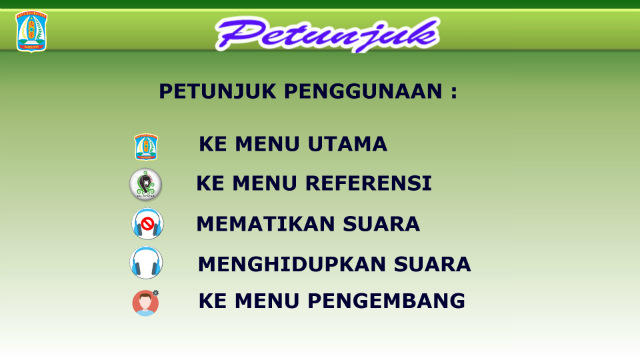 Petunjuk
PETUNJUK PENGGUNAAN :
KE MENU UTAMA
KE MENU REFERENSI
MEMATIKAN SUARA
MENGHIDUPKAN SUARA
KE MENU PENGEMBANG